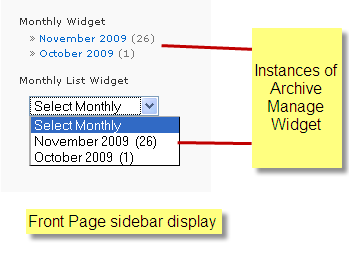 Monthly Widget
» November 2009 (26)
» October 2009 (1)
Monthly List Widget
Select Monthly
Select Monthly
November 2009 (26)
October 2009 (1)
Instances of
Archive
Manage
Widget
Front Page sidebar display